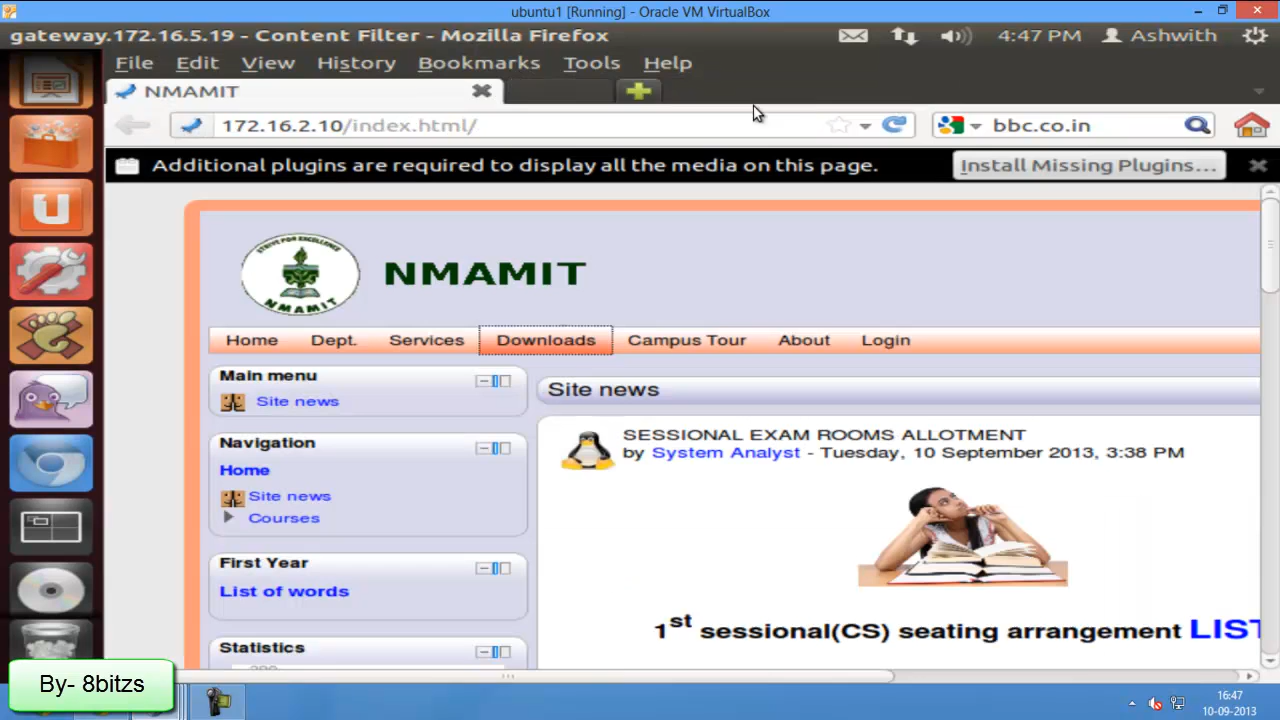 ubuntu1 [Running] - Oracle VM VirtualBox
gateway.172.16.5.19 - Content Filter - Mozilla Firefox
4:47 PM Ashwith
File Edit View History Bookmarks Tools Help
NMAMIT
172.16.2.10/index.html/
bbc.co.in
Additional plugins are required to display all the media on this page.
Install Missing Plugins...
STRIVE FOR EXCELLENCE
NMAMIT
NMAMIT
Home Dept. Services Downloads Campus Tour About Login
Main menu
Site news
Navigation
Home
Site news
Courses
First Year
List of words
Statistics
Site news
SESSIONAL EXAM ROOMS ALLOTMENT
by System Analyst - Tuesday, 10 September 2013, 3:38 PM
1st sessional(CS) seating arrangement LIST
By- 8bitzs
16:47
10-09-2013